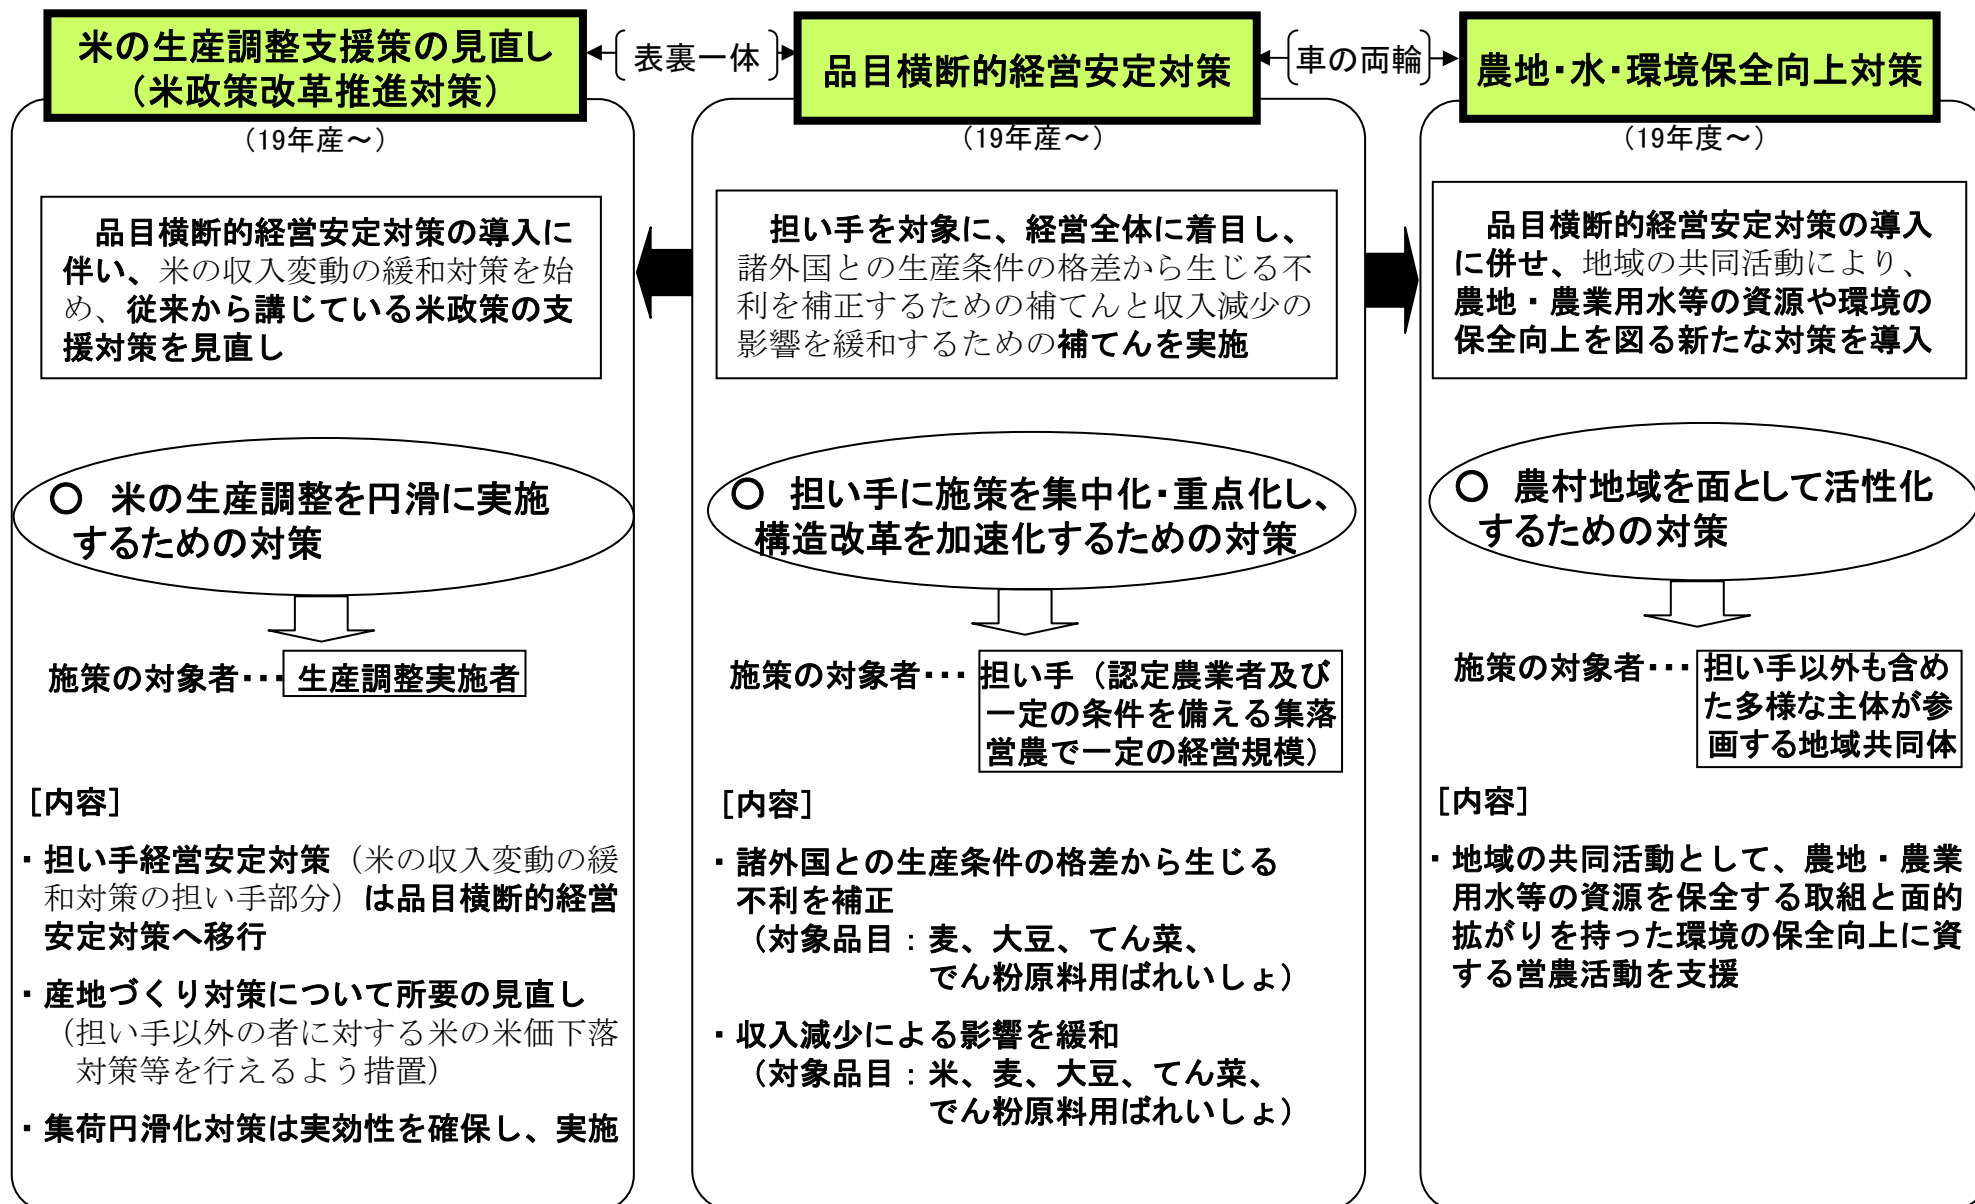 米の生産調整支援策の見直し
（米政策改革推進対策）
表裏一体
品目横断的経営安定対策
車の両輪
農地・水・環境保全向上対策
（19年産～）
品目横断的経営安定対策の導入に
伴い、米の収入変動の緩和対策を始
め、従来から講じている米政策の支
援対策を見直し
○　米の生産調整を円滑に実施
するための対策
施策の対象者・・・生産調整実施者
［内容］
・担い手経営安定対策（米の収入変動の緩
和対策の担い手部分）は品目横断的経営
安定対策へ移行
・産地づくり対策について所要の見直し
（担い手以外の者に対する米の米価下落
対策等を行えるよう措置）
・集荷円滑化対策は実効性を確保し、実施
（19年産～）
担い手を対象に、経営全体に着目し、
諸外国との生産条件の格差から生じる不
利を補正するための補てんと収入減少の
影響を緩和するための補てんを実施
○　担い手に施策を集中化・重点化し、
構造改革を加速化するための対策
施策の対象者・・・担い手（認定農業者及び
一定の条件を備える集落
営農で一定の経営規模）
［内容］
・諸外国との生産条件の格差から生じる
不利を補正
（対象品目：麦、大豆、てん菜、
でん粉原料用ばれいしょ）
・収入減少による影響を緩和
（対象品目：米、麦、大豆、てん菜、
でん粉原料用ばれいしょ）
（19年度～）
品目横断的経営安定対策の導入
に併せ、地域の共同活動により、
農地・農業用水等の資源や環境の
保全向上を図る新たな対策を導入
○　農村地域を面として活性化
するための対策
施策の対象者・・・担い手以外も含め
た多様な主体が参
画する地域共同体
［内容］
・地域の共同活動として、農地・農業
用水等の資源を保全する取組と面的
拡がりを持った環境の保全向上に資
する営農活動を支援